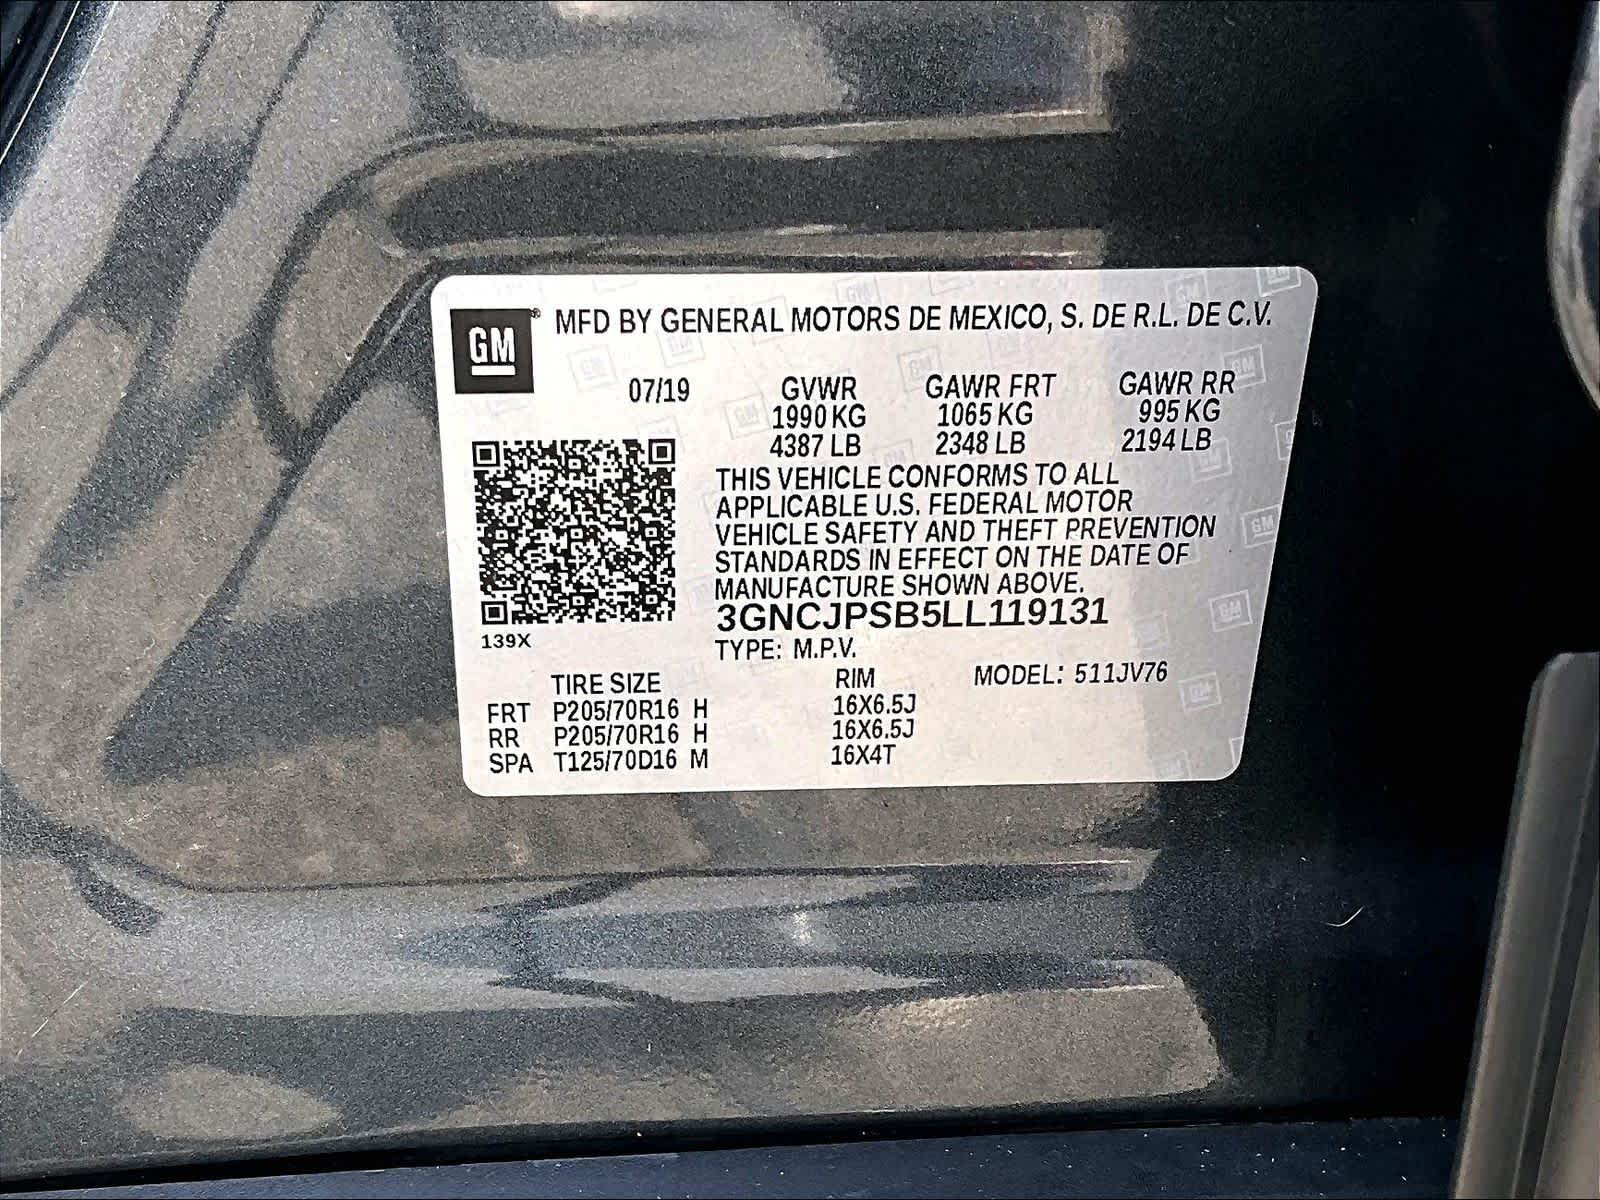 GM® MFD BY GENERAL MOTORS DE MEXICO, S. DE R.L. DE C.V.
07/19 GVWR GAWR FRT GAWR RR
1990 KG 1065 KG 995 KG
4387 LB 2348 LB 2194 LB
THIS VEHICLE CONFORMS TO ALL
APPLICABLE U.S. FEDERAL MOTOR
VEHICLE SAFETY AND THEFT PREVENTION
STANDARDS IN EFFECT ON THE DATE OF
MANUFACTURE SHOWN ABOVE.
3GNCJPSB5LL119131
139X
TYPE: M.P.V.
TIRE SIZE RIM MODEL: 511JV76
FRT P205/70R16 H 16X6.5J
RR P205/70R16 H 16X6.5J
SPA T125/70D16 M 16X4T